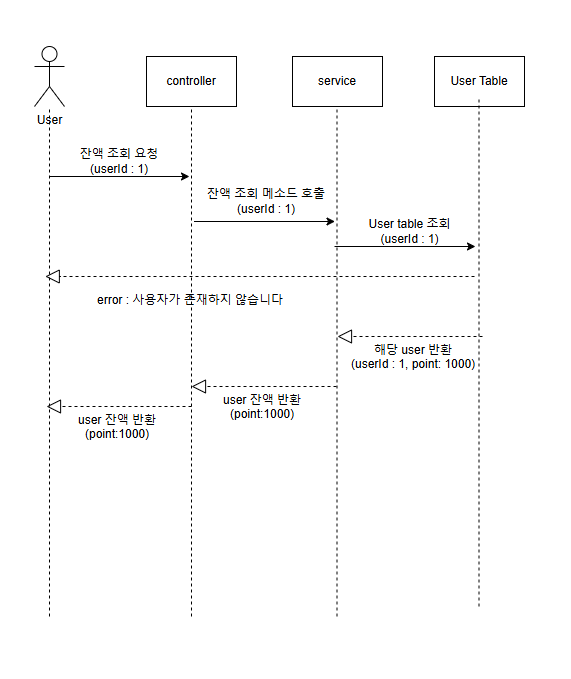 controller
service
User Table
User
잔액 조회 요청
(userId : 1)
잔액 조회 메소드 호출
(userId : 1)
User table 조회
(userId : 1)
error : 사용자가 존재하지 않습니다
해당 user 반환
(userId : 1, point: 1000)
user 잔액 반환
(point:1000)
user 잔액 반환
(point:1000)